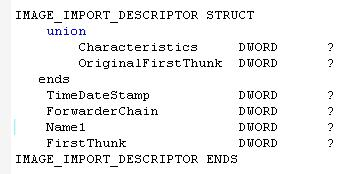 IMAGE_IMPORT_DESCRIPTOR STRUCT
union
Characteristics DWORD ?
OriginalFirstThunk DWORD ?
ends
TimeDateStamp DWORD ?
ForwarderChain DWORD ?
Name1 DWORD ?
FirstThunk DWORD ?
IMAGE_IMPORT_DESCRIPTOR ENDS